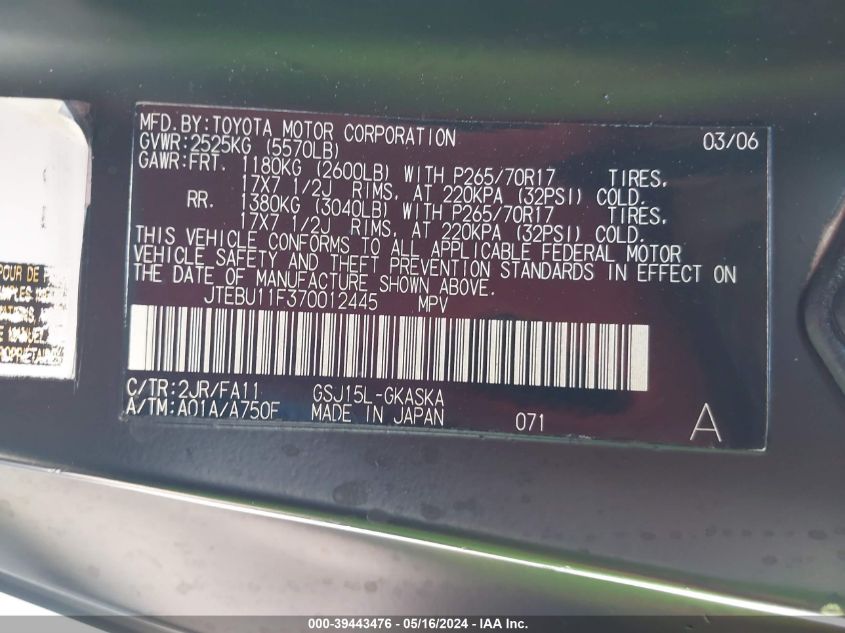 MFD.BY:TOYOTA MOTOR CORPORATION 03/06
GVWR:2525KG (5570LB)
GAWR:FRT. 1180KG (2600LB) WITH P265/70R17 TIRES,
17X7 1/2J RIMS, AT 220KPA (32PSI) COLD.
RR. 1380KG (3040LB) WITH P265/70R17 TIRES,
17X7 1/2J RIMS, AT 220KPA (32PSI) COLD.
THIS VEHICLE CONFORMS TO ALL APPLICABLE FEDERAL MOTOR
VEHICLE SAFETY AND THEFT PREVENTION STANDARDS IN EFFECT ON
THE DATE OF MANUFACTURE SHOWN ABOVE.
JTEBU11F370012445 MPV
C/TR:2JR/FA11 GSJ15L-GKASKA
A/TM:A01A/A750F MADE IN JAPAN 071 A
POUR DE
MANUEL
000-39443476 - 05/16/2024 - IAA Inc.